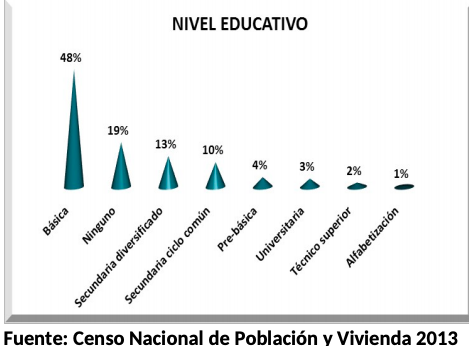 NIVEL EDUCATIVO
48%
19%
13%
10%
4%
3%
2%
1%
Básica
Ninguno
Secundaria diversificado
Secundaria ciclo común
Pre-básica
Universitaria
Técnico superior
Alfabetización
Fuente: Censo Nacional de Población y Vivienda 2013